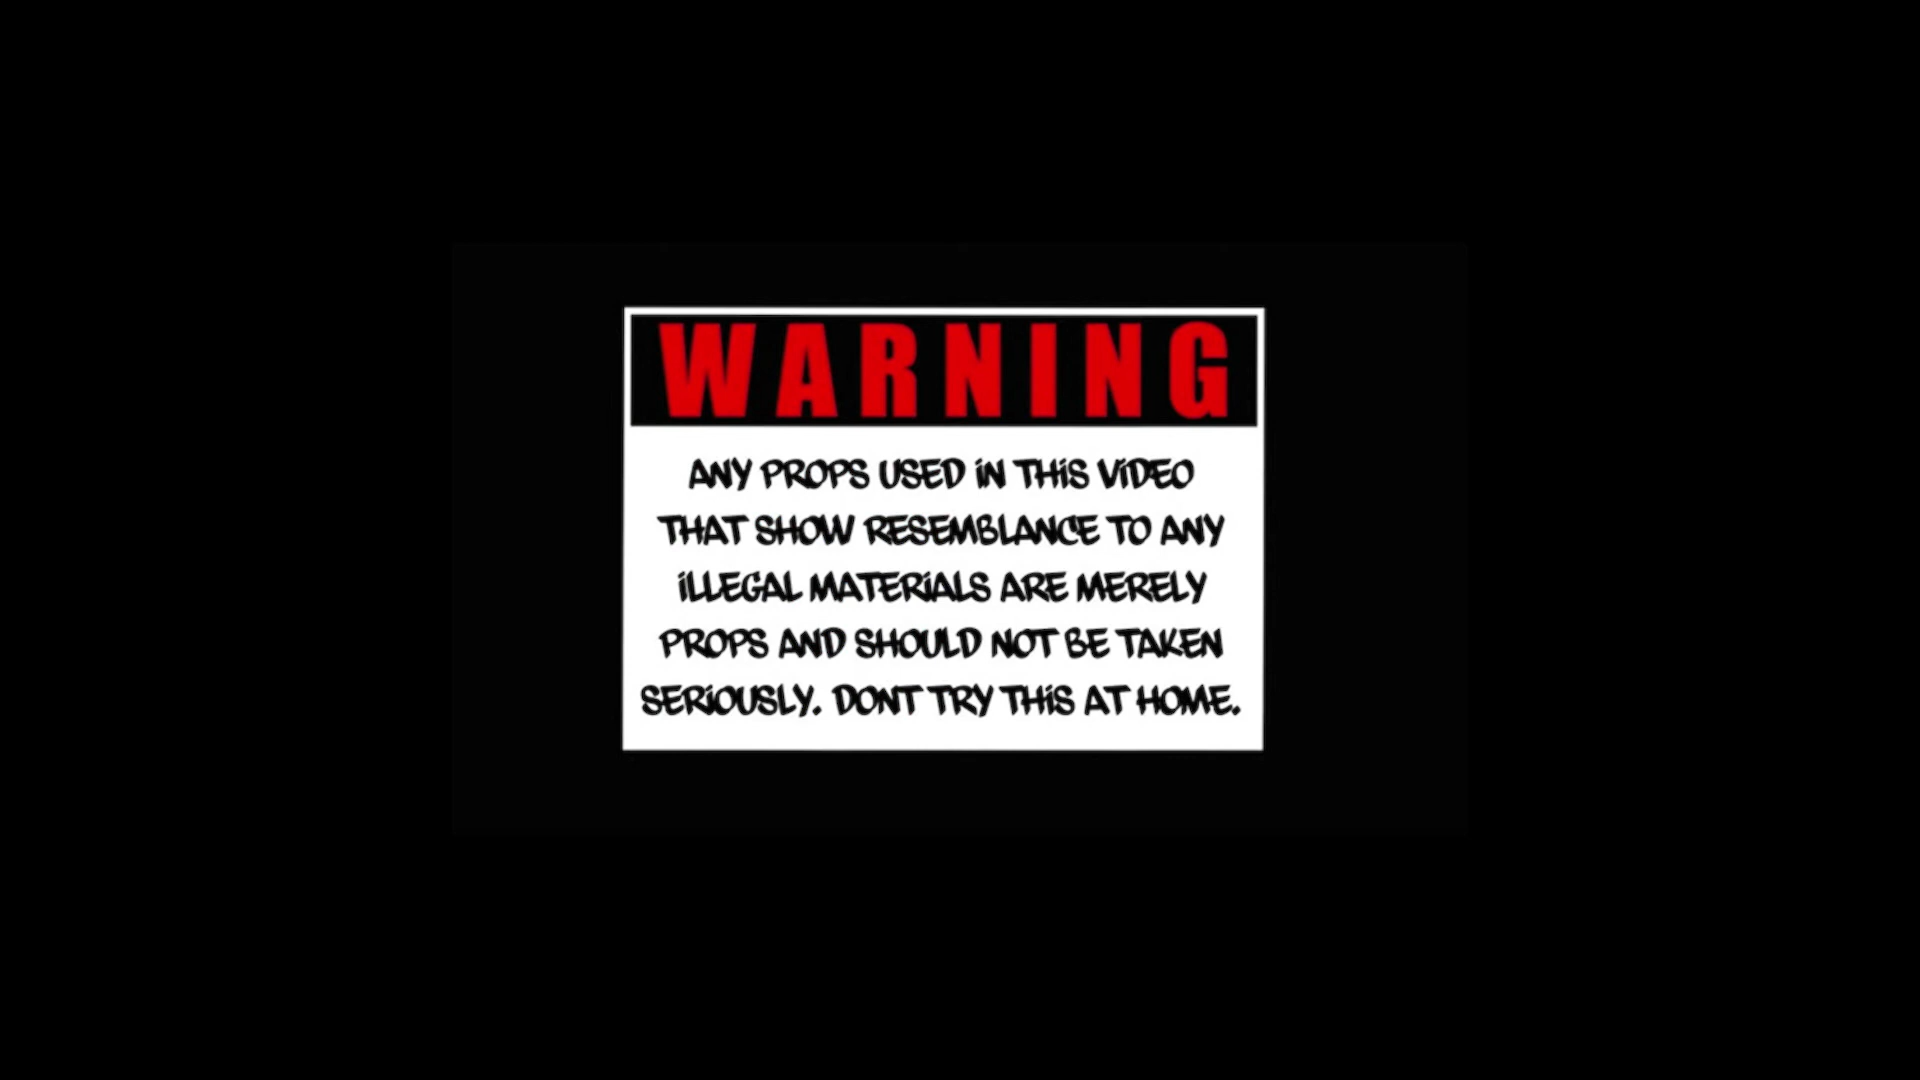 WARNING
ANY PROPS USED iN THiS ViDEO
THAT SHOW RESEMBLANCE TO ANY
iLLEGAL MATERiALS ARE MERELY
PROPS AND SHOULD NOT BE TAKEN
SERiOUSLY. DONT TRY THiS AT HOME.